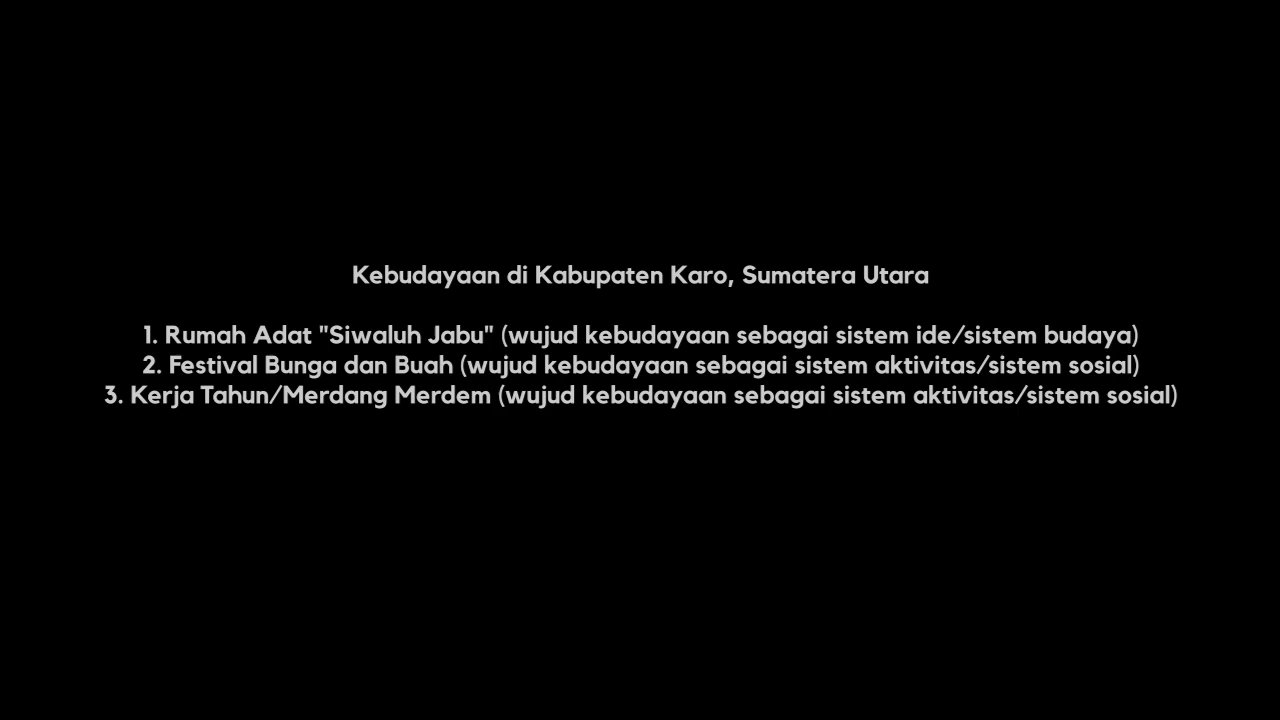 Kebudayaan di Kabupaten Karo, Sumatera Utara
1. Rumah Adat "Siwaluh Jabu" (wujud kebudayaan sebagai sistem ide/sistem budaya)
2. Festival Bunga dan Buah (wujud kebudayaan sebagai sistem aktivitas/sistem sosial)
3. Kerja Tahun/Merdang Merdem (wujud kebudayaan sebagai sistem aktivitas/sistem sosial)